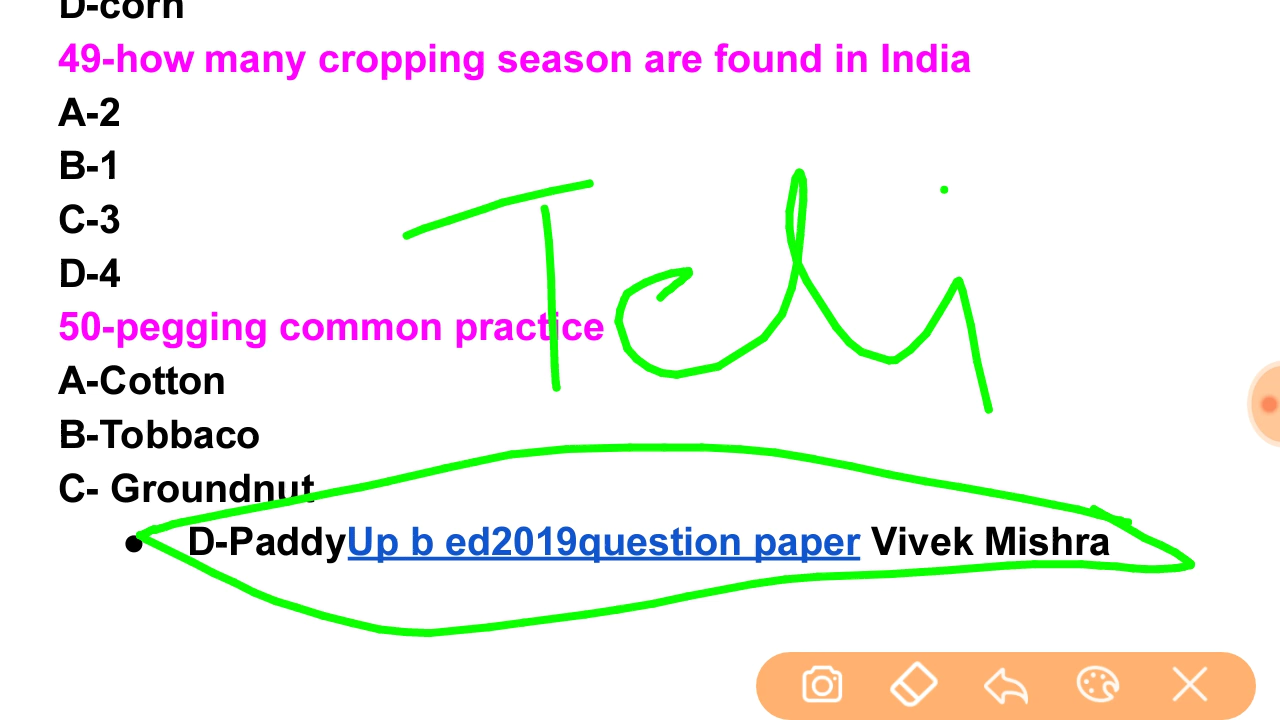 D-corn
49-how many cropping season are found in India
A-2
B-1
C-3
D-4
50-pegging common practice
A-Cotton
B-Tobbaco
C- Groundnut
● D-PaddyUp b ed2019question paper Vivek Mishra